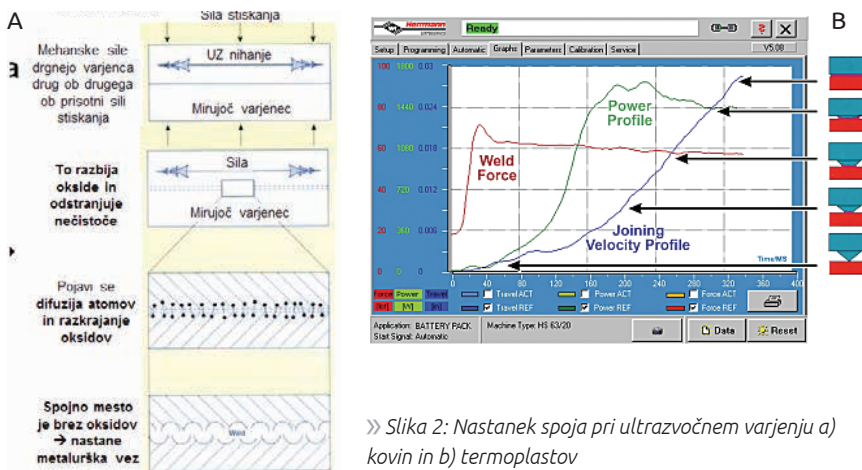 A
Sila stiskanja
Mehanske sile
drgnejo varjenca
drug ob drugega
ob prisotni sili
stiskanja
UZ nihanje
Mirujoč varjenec
a
To razbija
okside in
odstranjuje
nečistoče
Sila
Mirujoč varjenec
Pojavi se
difuzija atomov
in razkrajanje
oksidov
Spojno mesto
je brez oksidov
→ nastane
metalurška vez
Weld
B
Herrmann
Ready
Setup Programming Automatic Graphs Parameters Calibration Service V5.08
100 1800 0.03
80 1440 0.024
60 1080 0.018
40 720 0.012
20 360 0.006
0 0 0
Power
Profile
Weld
Force
Joining
Velocity Profile
Time/MS
0 40 80 120 160 200 240 280 320 360 400
Force Power Travel
Travel ACT Power ACT Force ACT
[lbf] [W] [in]
Travel REF Power REF Force REF
Application: BATTERY PACK Machine Type: HS 63/20
Start Signal: Automatic
Data Reset
» Slika 2: Nastanek spoja pri ultrazvočnem varjenju a)
kovin in b) termoplastov